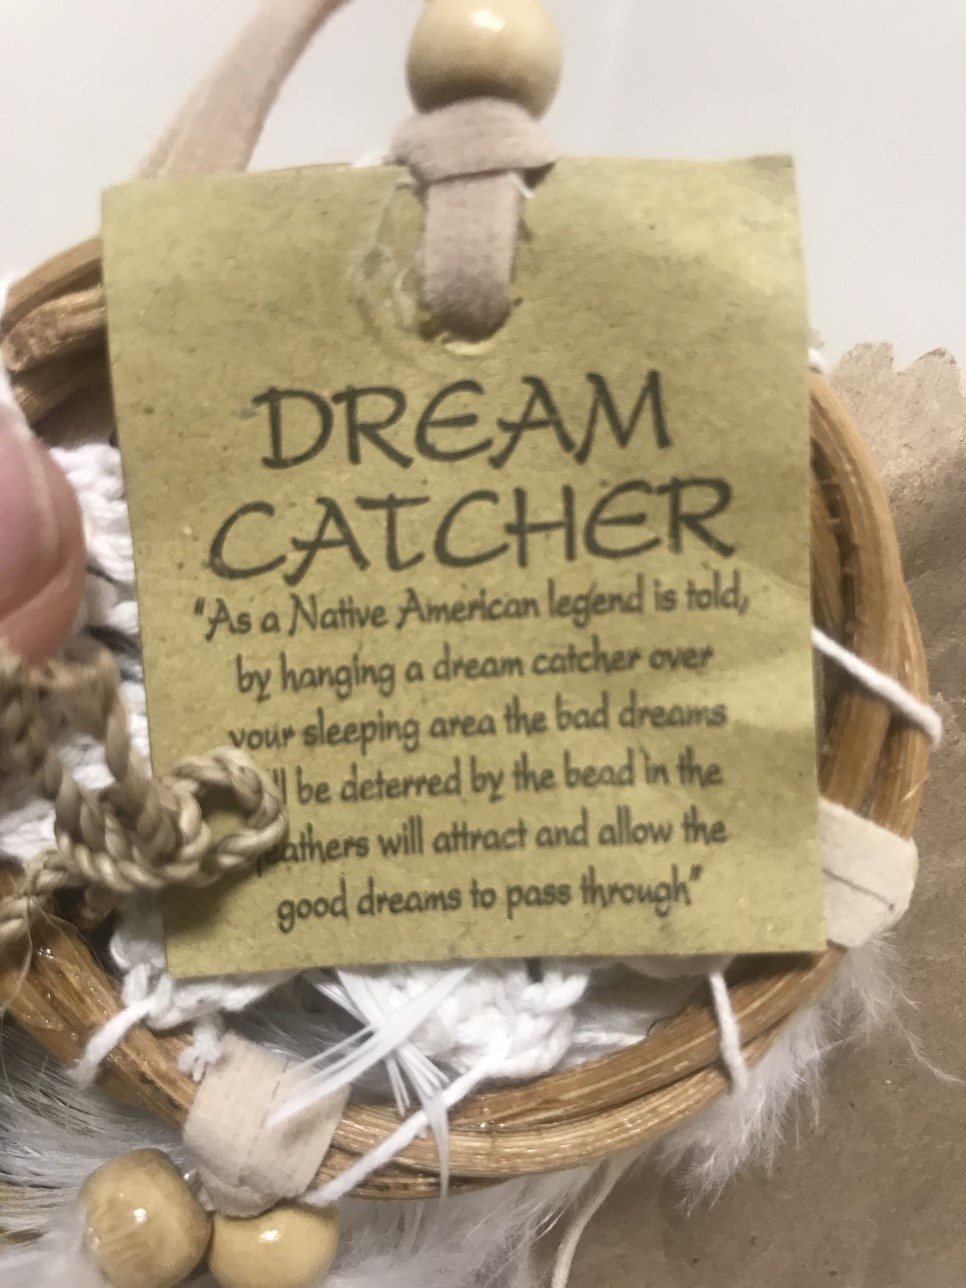 DREAM
CATCHER
"As a Native American legend is told,
by hanging a dream catcher over
your sleeping area the bad dreams
be deterred by the bead in the
feathers will attract and allow the
good dreams to pass through"